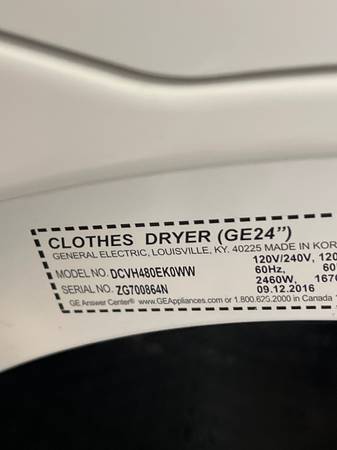 CLOTHES DRYER (GE24")
GENERAL ELECTRIC, LOUISVILLE, KY. 40225 MADE IN KOR
120V/240V, 120
MODEL NO. DCVH480EK0WW 60Hz, 60
2460W, 1670
SERIAL NO. ZG700864N 09.12.2016
GE Answer Center® www.GEAppliances.com or 1.800.626.2000 in Canada 1